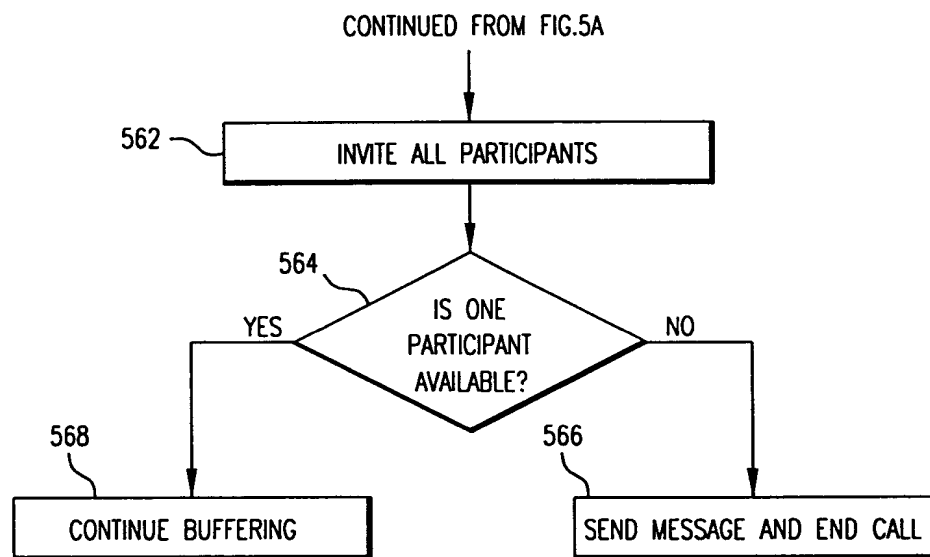 CONTINUED FROM FIG.5A
562
INVITE ALL PARTICIPANTS
564
IS ONE
PARTICIPANT
AVAILABLE?
YES
NO
568
566
CONTINUE BUFFERING
SEND MESSAGE AND END CALL